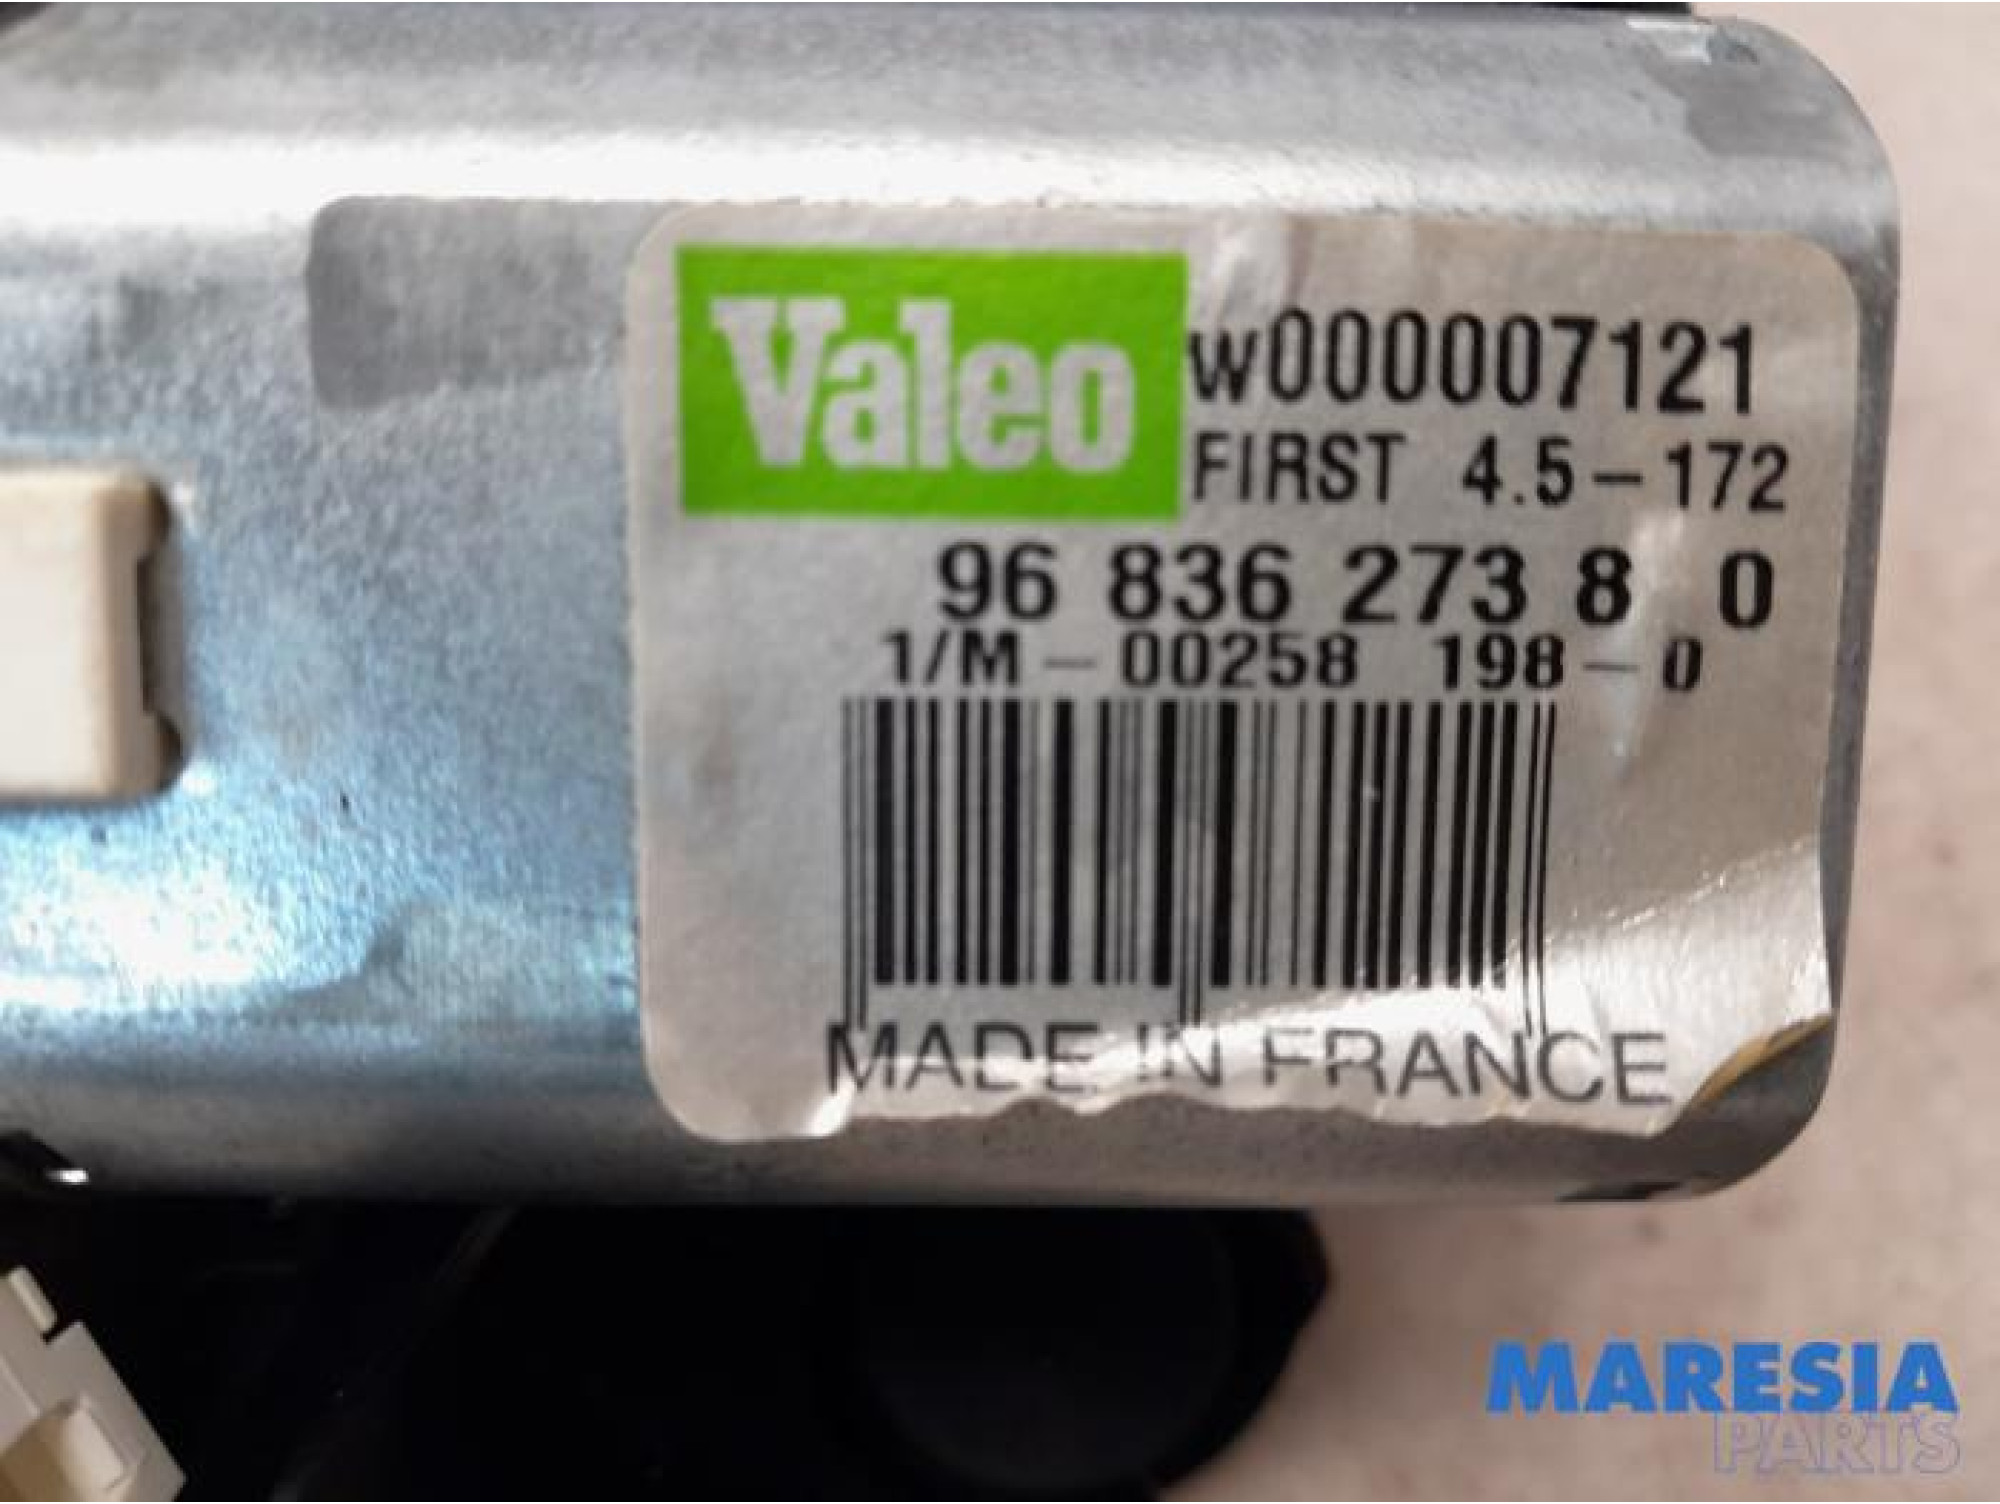 Valeo
W000007121
FIRST 4.5-172
96 836 273 8 0
1/M - 00258 198 - 0
MADE IN FRANCE
MARESIA
PARTS